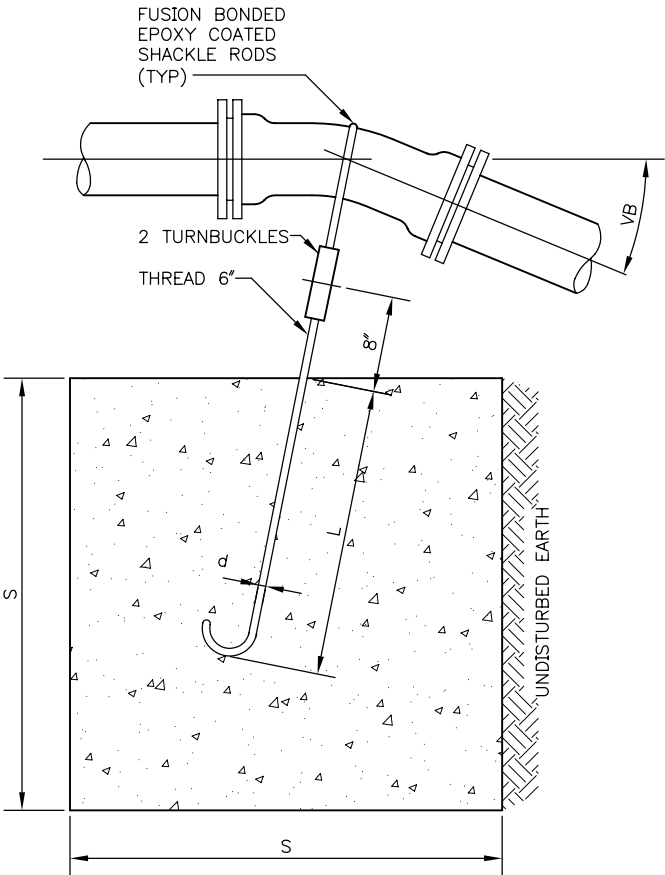 FUSION BONDED
EPOXY COATED
SHACKLE RODS
(TYP)
VB
2 TURNBUCKLES
THREAD 6"
8"
L
d
S
UNDISTURBED EARTH
S